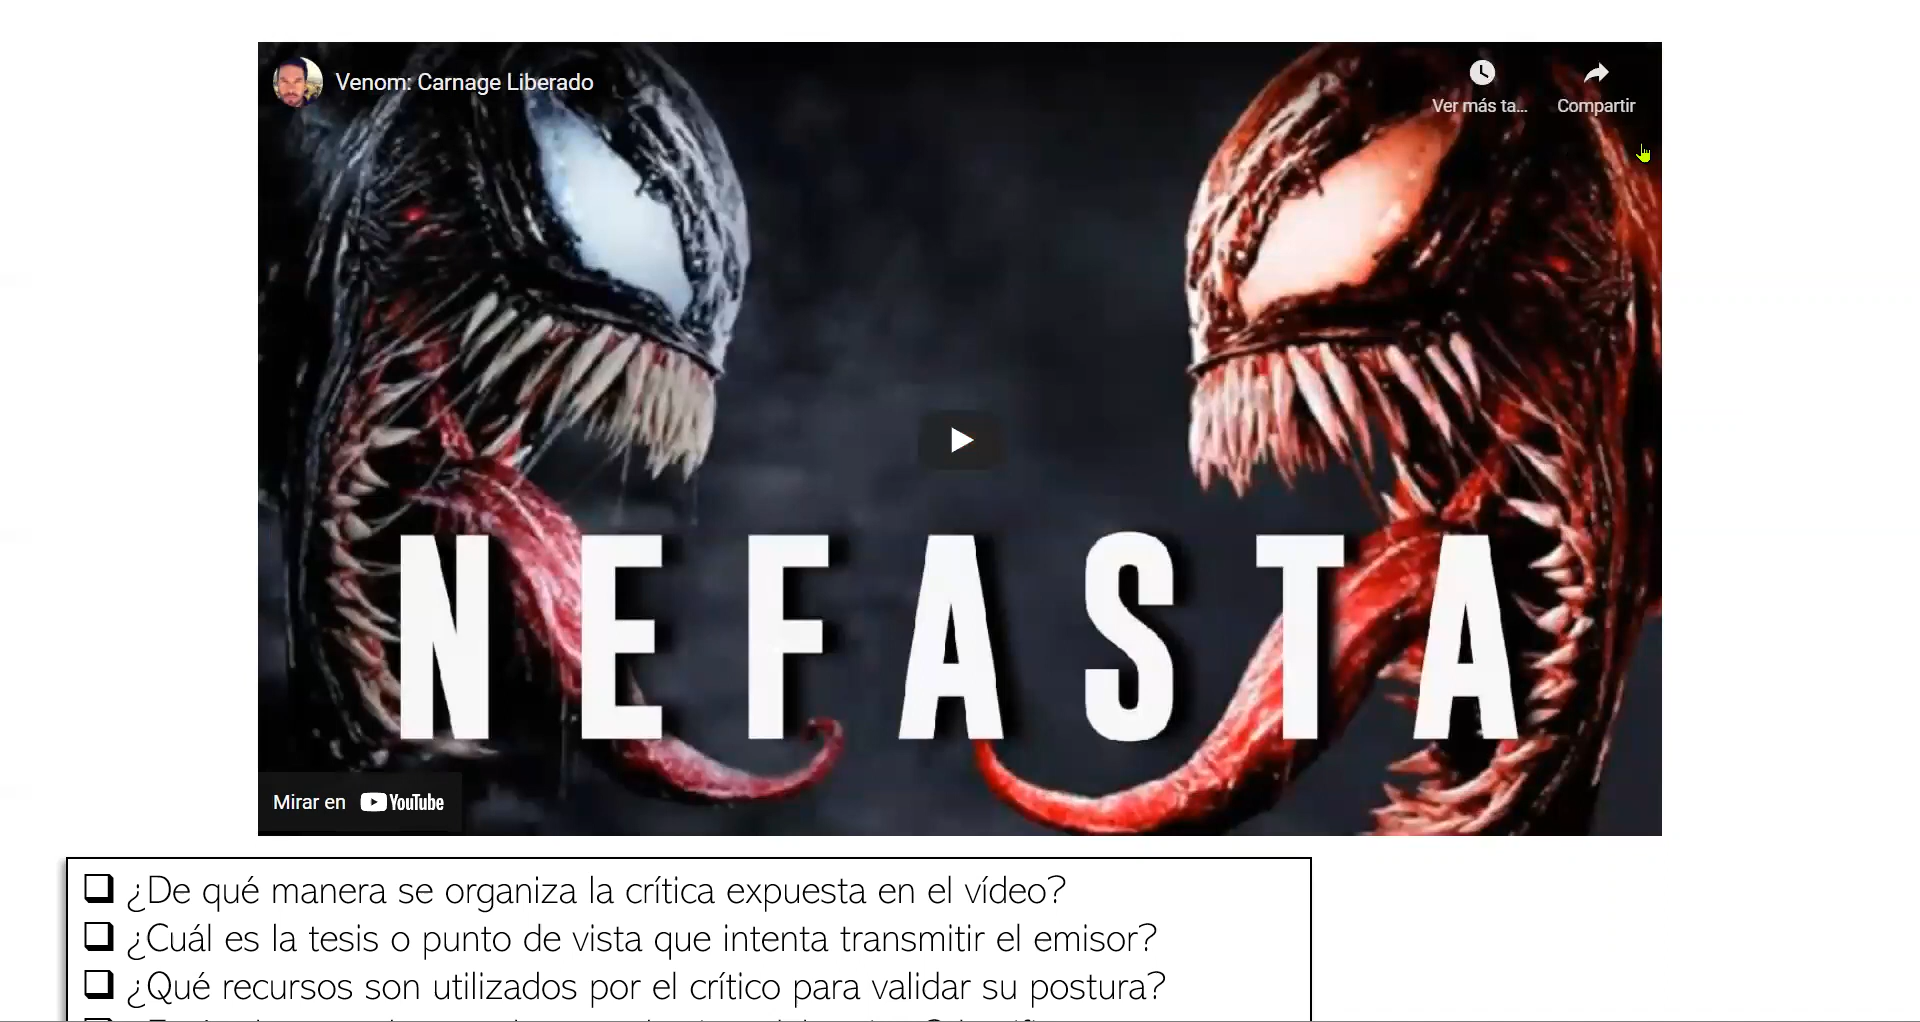 Venom: Carnage Liberado
Ver más ta...
Compartir
NEFASTA
Mirar en YouTube
¿De qué manera se organiza la crítica expuesta en el vídeo?
¿Cuál es la tesis o punto de vista que intenta transmitir el emisor?
¿Qué recursos son utilizados por el crítico para validar su postura?